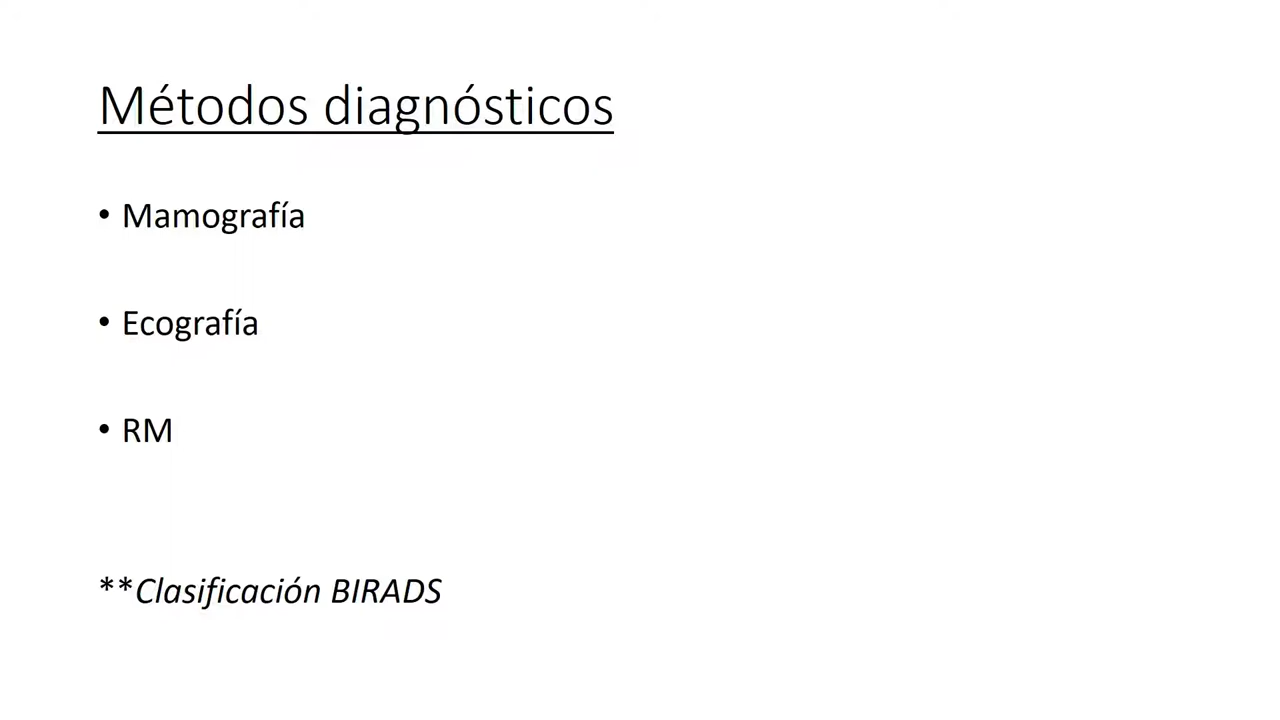 Métodos diagnósticos
• Mamografía
• Ecografía
• RM
**Clasificación BIRADS